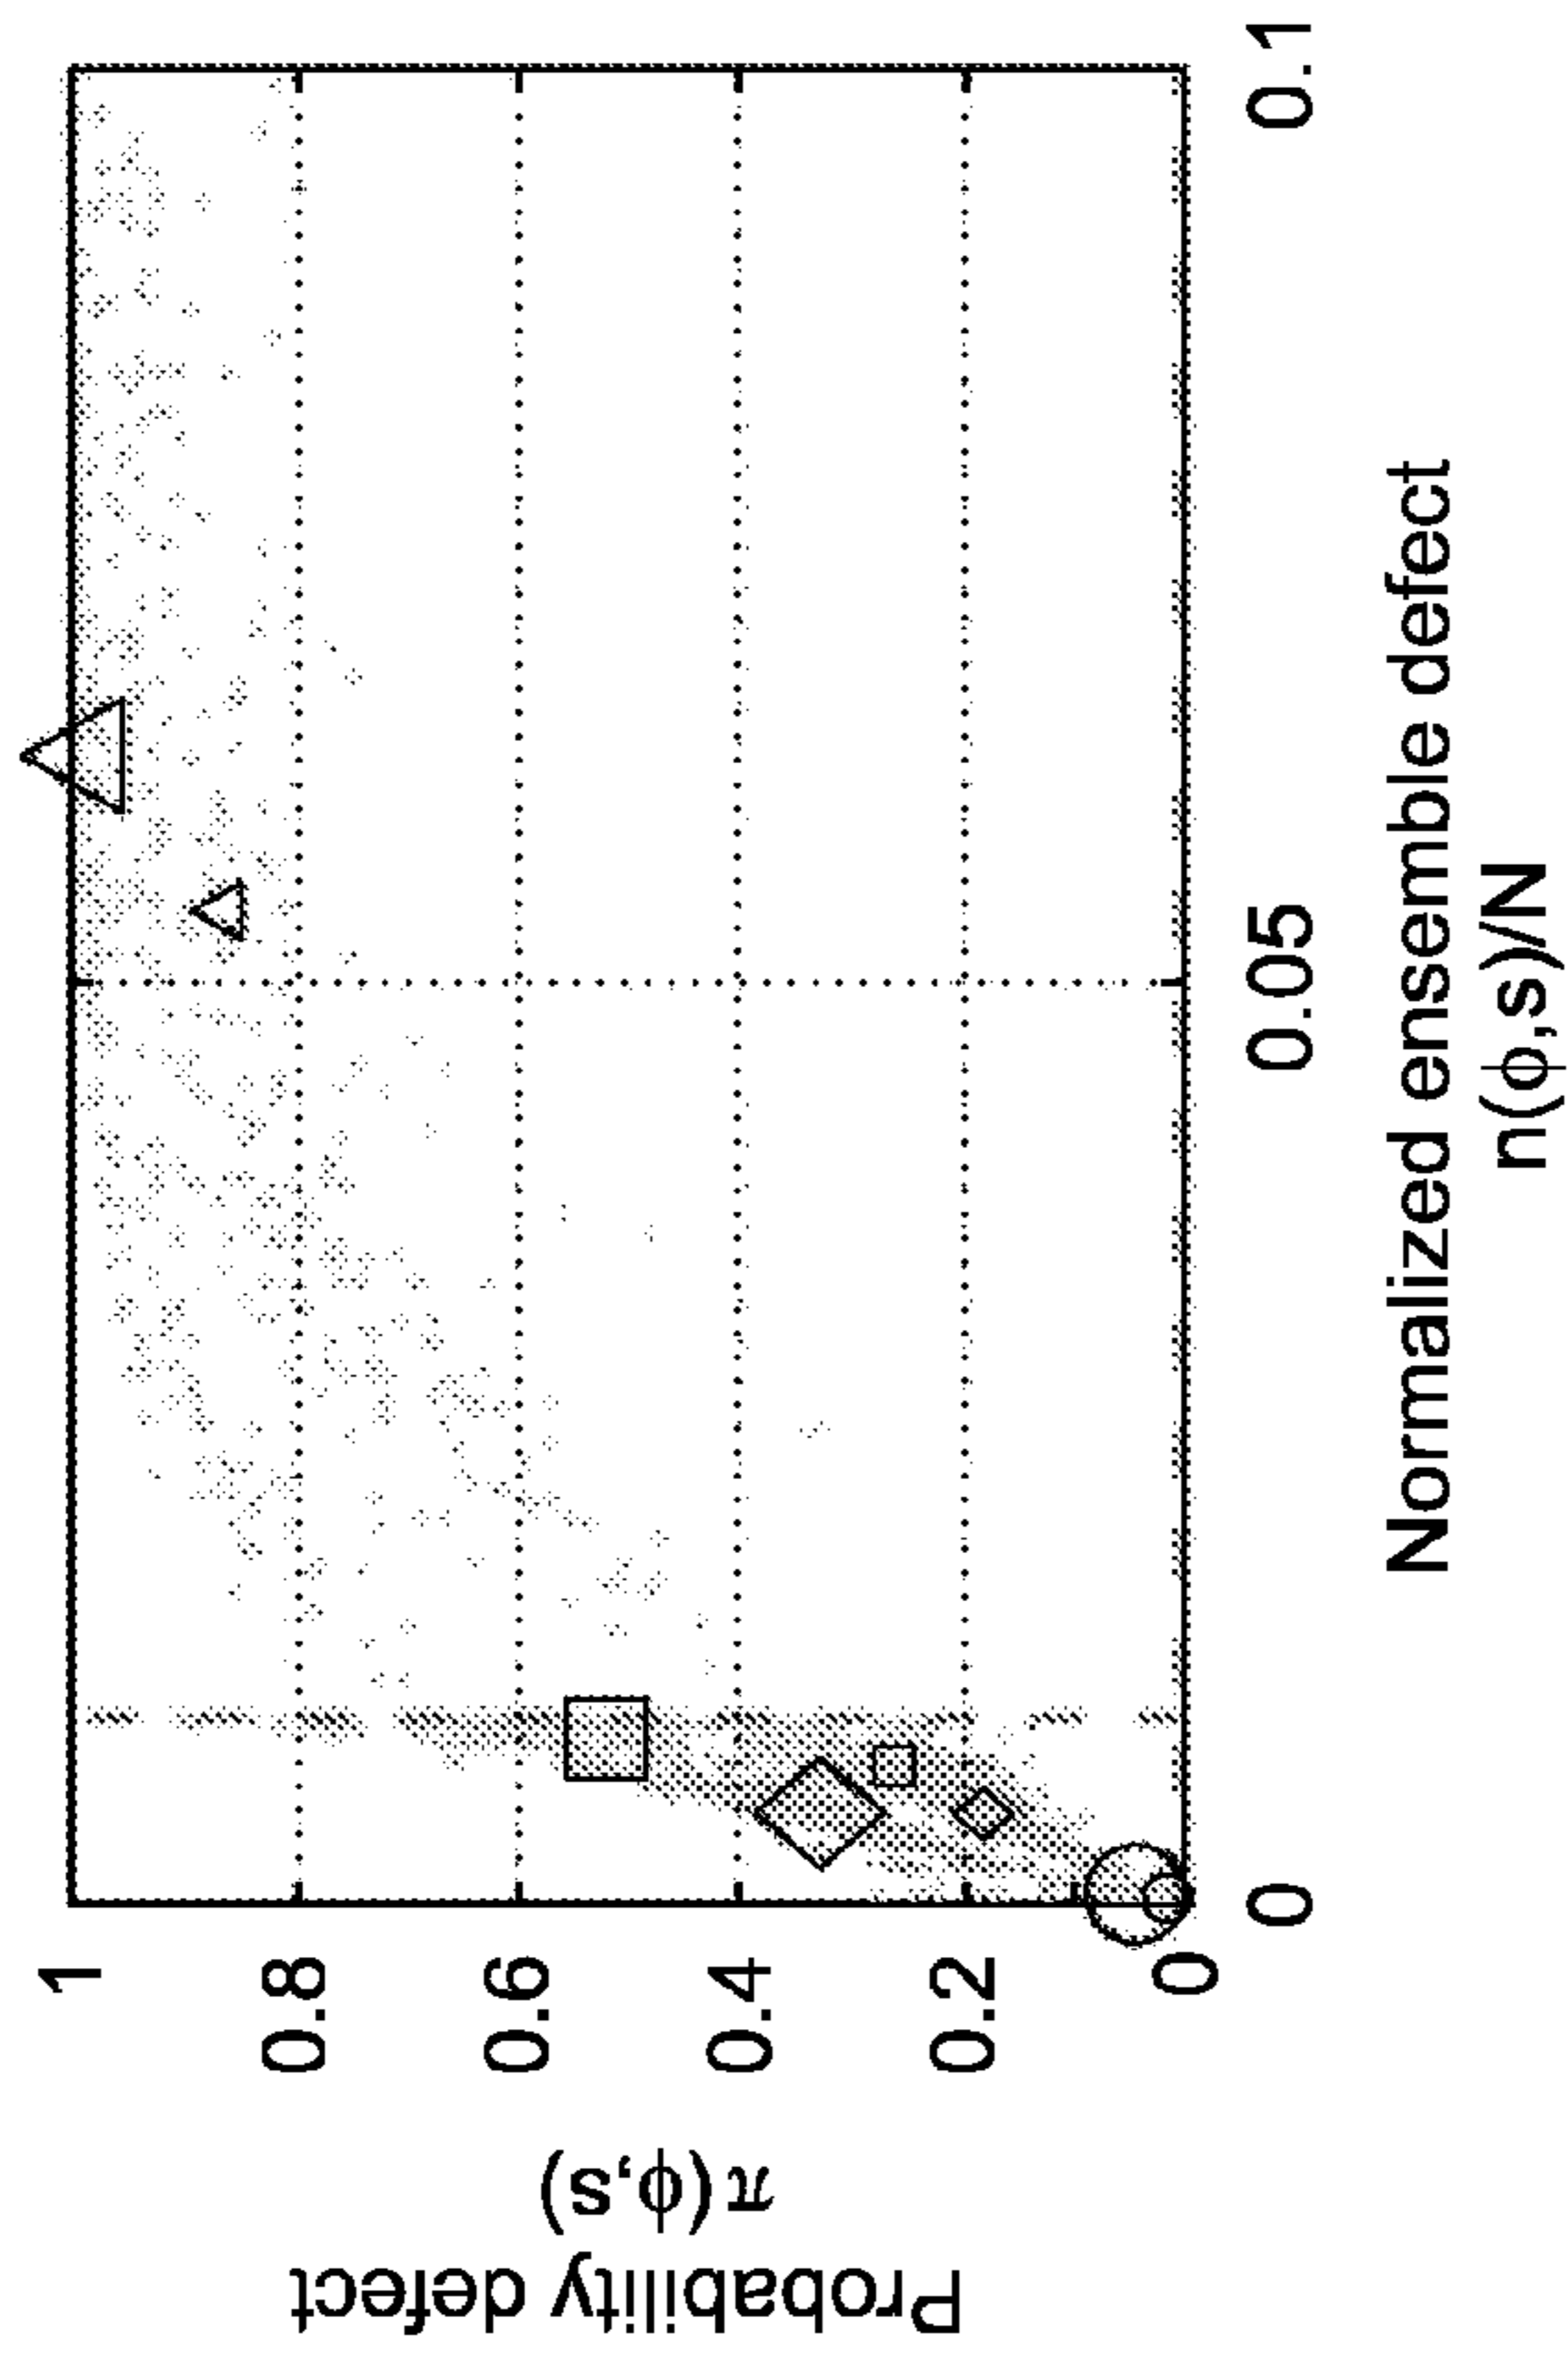 Probability defect
π(ϕ,s)
1
0.8
0.6
0.4
0.2
0
0
0.05
0.1
Normalized ensemble defect
n(ϕ,s)/N